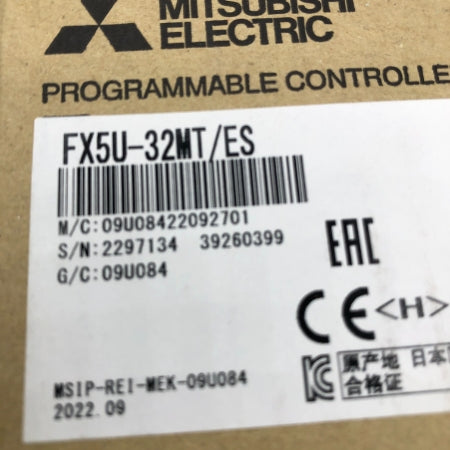 MITSUBISHI
ELECTRIC
PROGRAMMABLE CONTROLLE
FX5U-32MT/ES
M/C:09U08422092701
S/N:2297134 39260399
G/C:09U084
EAC
CE <H>
原产地 日本
合格证
MSIP-REI-MEK-09U084
2022.09